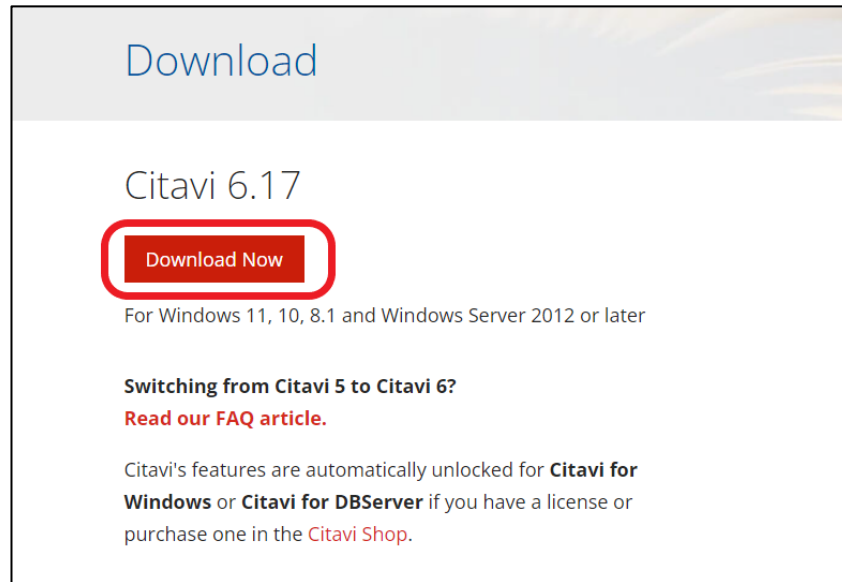 Download
Citavi 6.17
Download Now
For Windows 11, 10, 8.1 and Windows Server 2012 or later
Switching from Citavi 5 to Citavi 6?
Read our FAQ article.
Citavi's features are automatically unlocked for Citavi for
Windows or Citavi for DBServer if you have a license or
purchase one in the Citavi Shop.